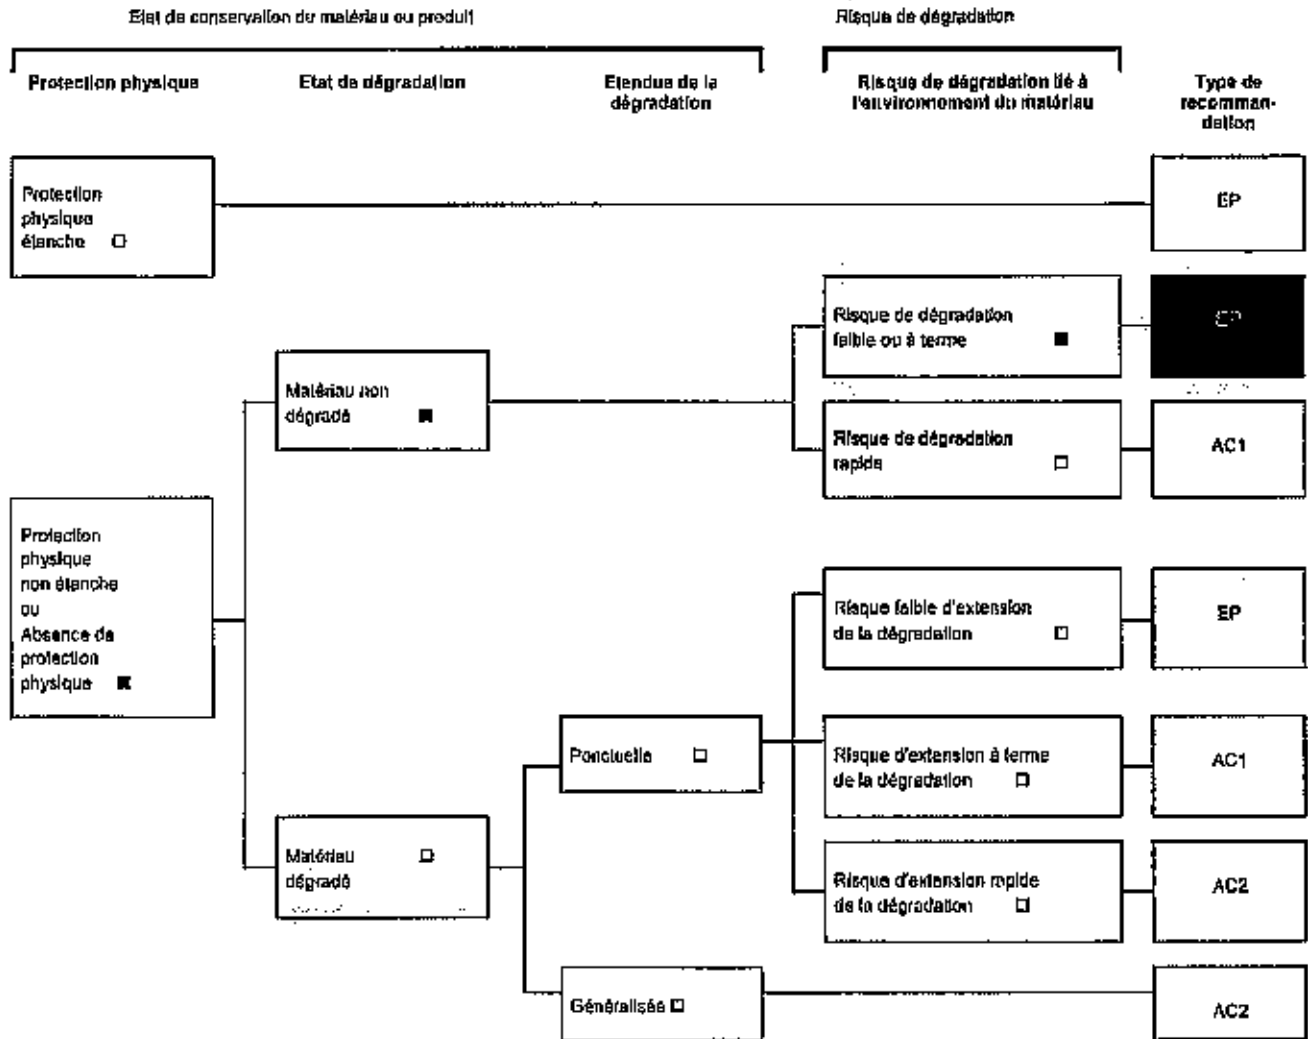 Etat de conservation du matériau ou produit
Risque de dégradation
Protection physique
Etat de dégradation
Etendue de la
dégradation
Risque de dégradation lié à
l'environnement du matériau
Type de
recomman-
dation
Protection
physique
étanche
EP
Risque de dégradation
faible ou à terme
EP
Matériau non
dégradé
Risque de dégradation
rapide
AC1
Protection
physique
non étanche
ou
Absence de
protection
physique
Risque faible d'extension
de la dégradation
EP
Ponctuelle
Risque d'extension à terme
de la dégradation
AC1
Matériau
dégradé
Risque d'extension rapide
de la dégradation
AC2
Généralisée
AC2